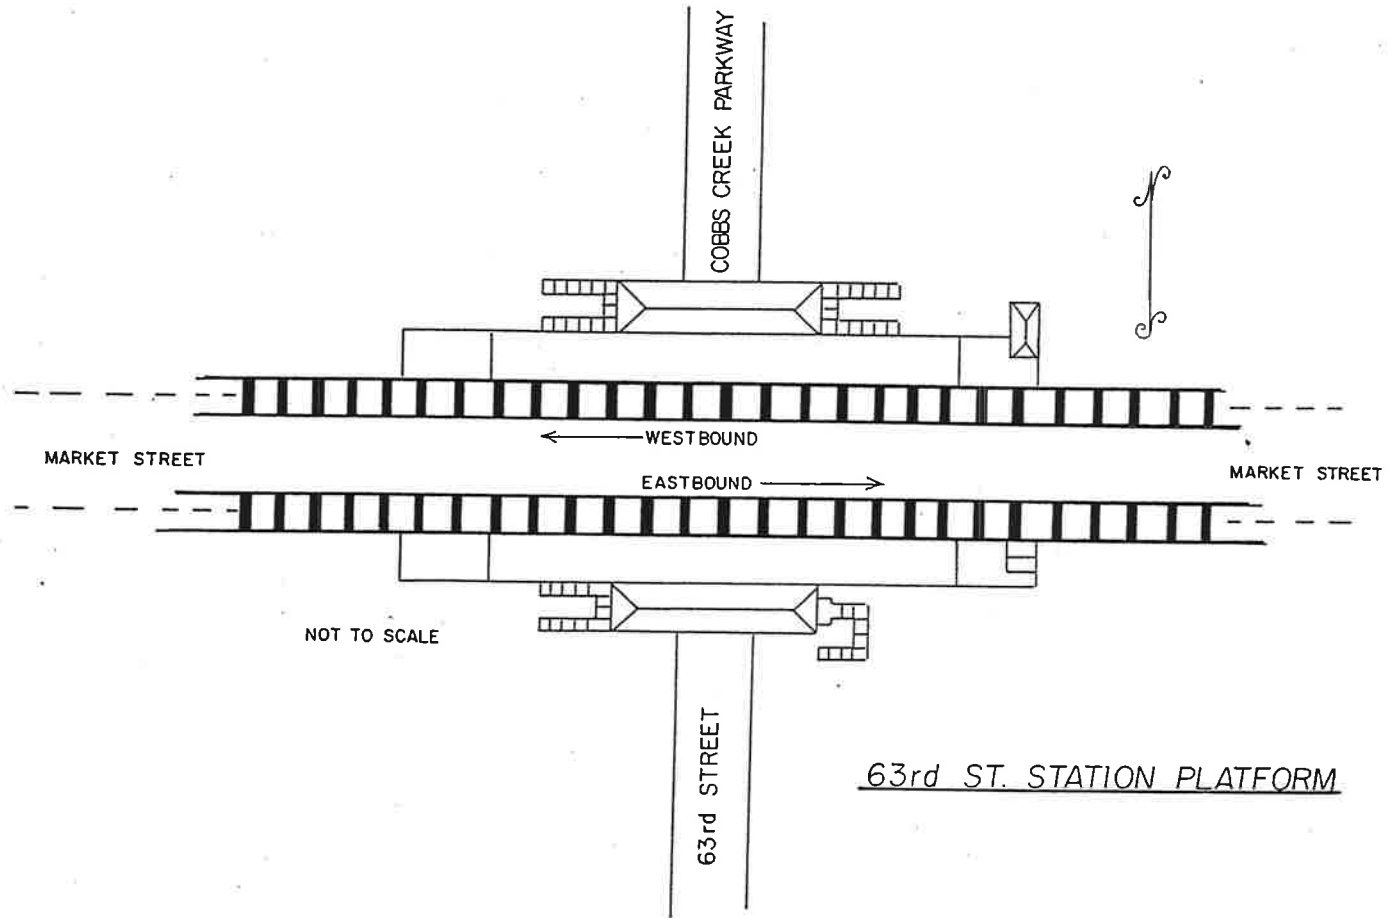 COBBS CREEK PARKWAY
N
WESTBOUND
MARKET STREET
MARKET STREET
EASTBOUND
NOT TO SCALE
63rd STREET
63rd ST. STATION PLATFORM